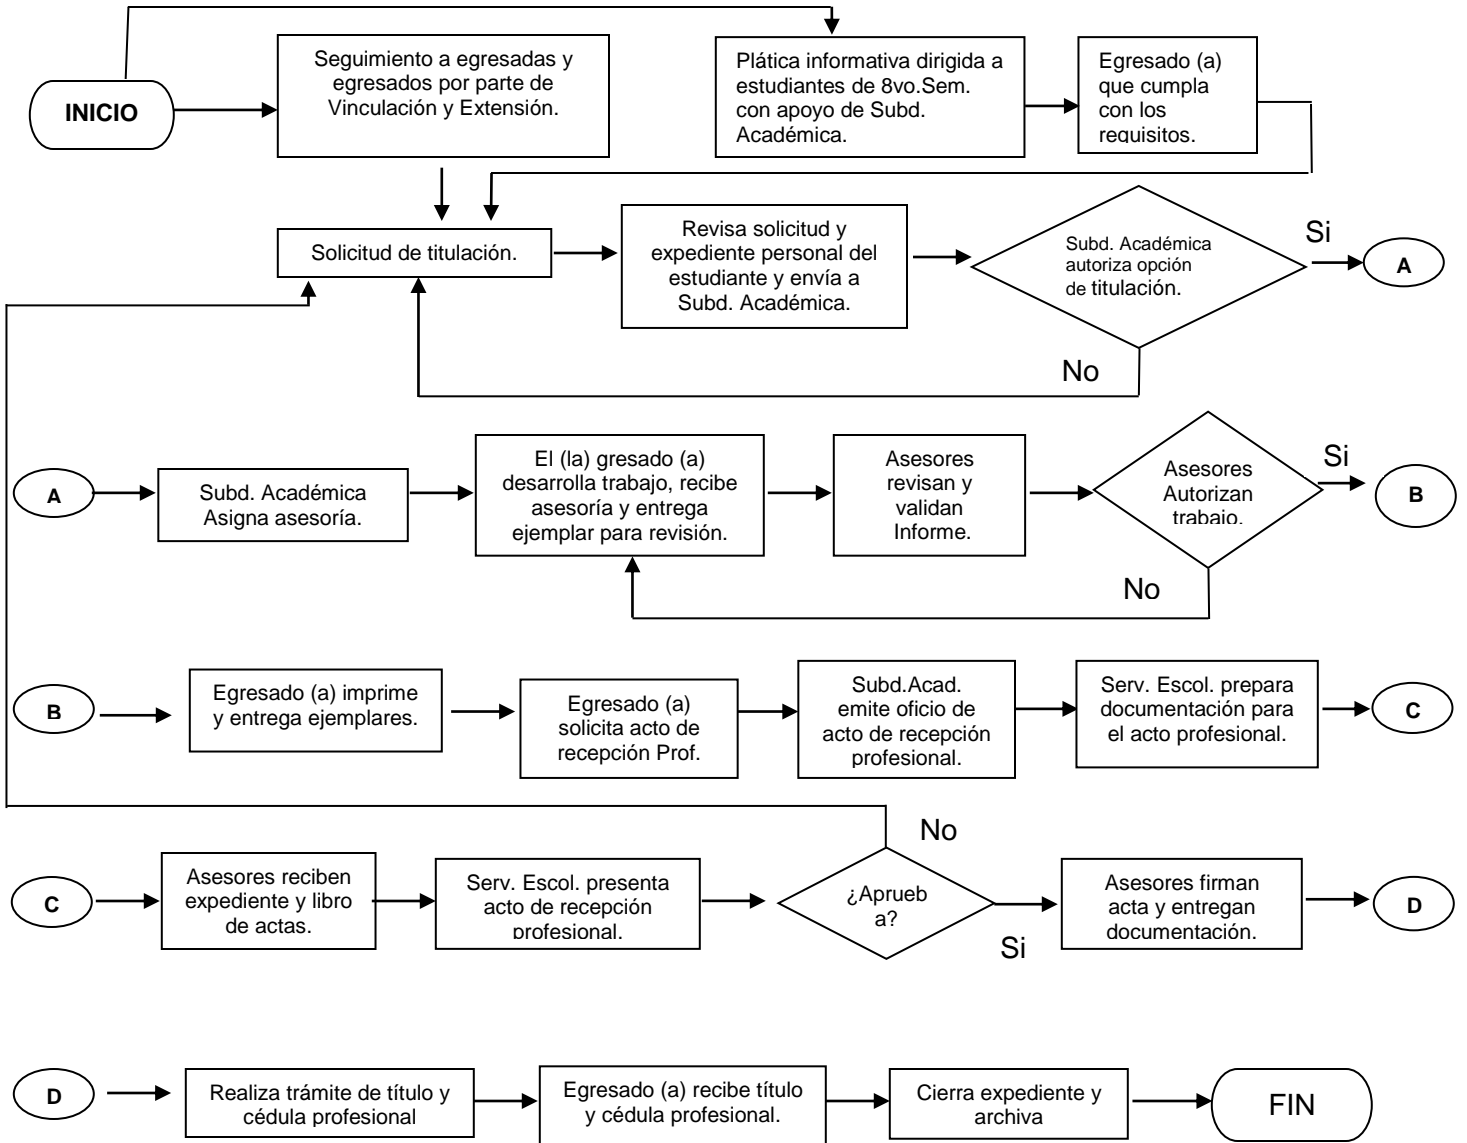 INICIO
Seguimiento a egresadas y
egresados por parte de
Vinculación y Extensión.
Plática informativa dirigida a
estudiantes de 8vo.Sem.
con apoyo de Subd.
Académica.
Egresado (a)
que cumpla
con los
requisitos.
Solicitud de titulación.
Revisa solicitud y
expediente personal del
estudiante y envía a
Subd. Académica.
Subd. Académica
autoriza opción
de titulación.
Si
A
No
A
Subd. Académica
Asigna asesoría.
El (la) gresado (a)
desarrolla trabajo, recibe
asesoría y entrega
ejemplar para revisión.
Asesores
revisan y
validan
Informe.
Asesores
Autorizan
trabajo.
Si
B
No
B
Egresado (a) imprime
y entrega ejemplares.
Egresado (a)
solicita acto de
recepción Prof.
Subd.Acad.
emite oficio de
acto de recepción
profesional.
Serv. Escol. prepara
documentación para
el acto profesional.
C
No
C
Asesores reciben
expediente y libro
de actas.
Serv. Escol. presenta
acto de recepción
profesional.
¿Aprueb
a?
Si
Asesores firman
acta y entregan
documentación.
D
D
Realiza trámite de título y
cédula profesional
Egresado (a) recibe título
y cédula profesional.
Cierra expediente y
archiva
FIN